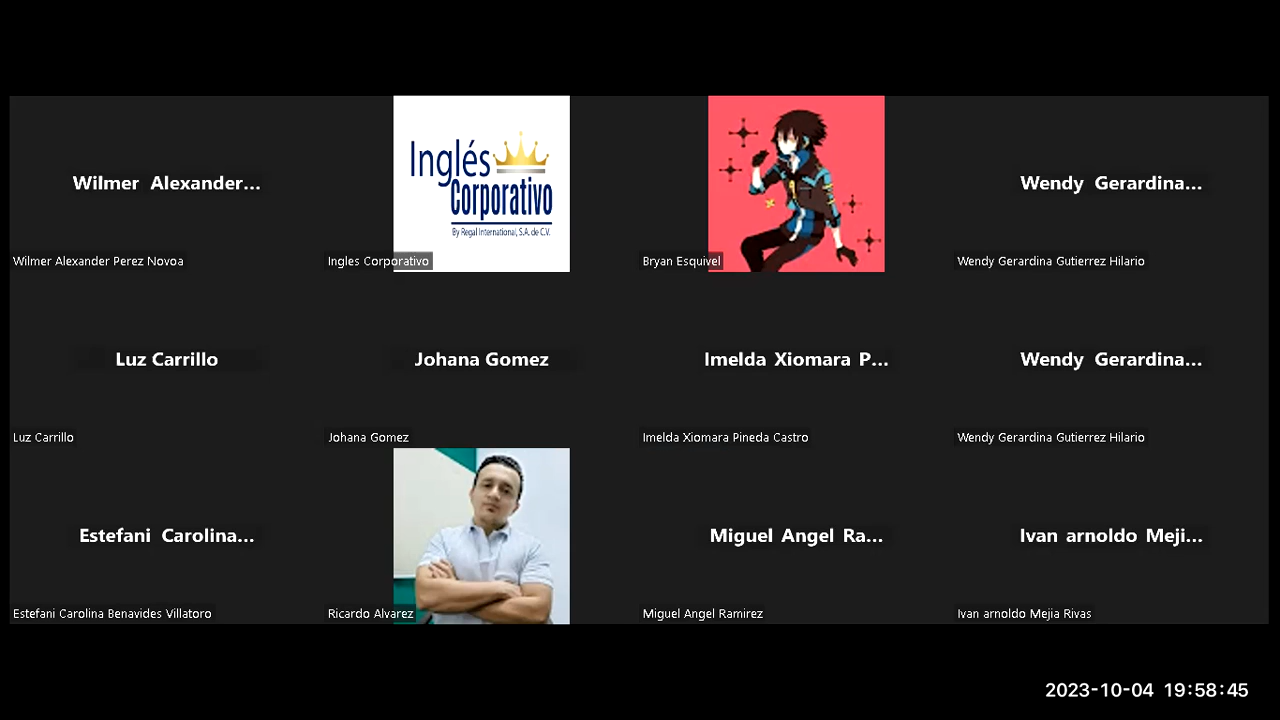 Wilmer Alexander...
Wilmer Alexander Perez Novoa
Inglés
Corporativo
By Regal International, S.A. de C.V.
Ingles Corporativo
Bryan Esquivel
Wendy Gerardina...
Wendy Gerardina Gutierrez Hilario
Luz Carrillo
Luz Carrillo
Johana Gomez
Johana Gomez
Imelda Xiomara P...
Imelda Xiomara Pineda Castro
Wendy Gerardina...
Wendy Gerardina Gutierrez Hilario
Estefani Carolina...
Estefani Carolina Benavides Villatoro
Ricardo Alvarez
Miguel Angel Ra...
Miguel Angel Ramirez
Ivan arnoldo Meji...
Ivan arnoldo Mejia Rivas
2023-10-04 19:58:45